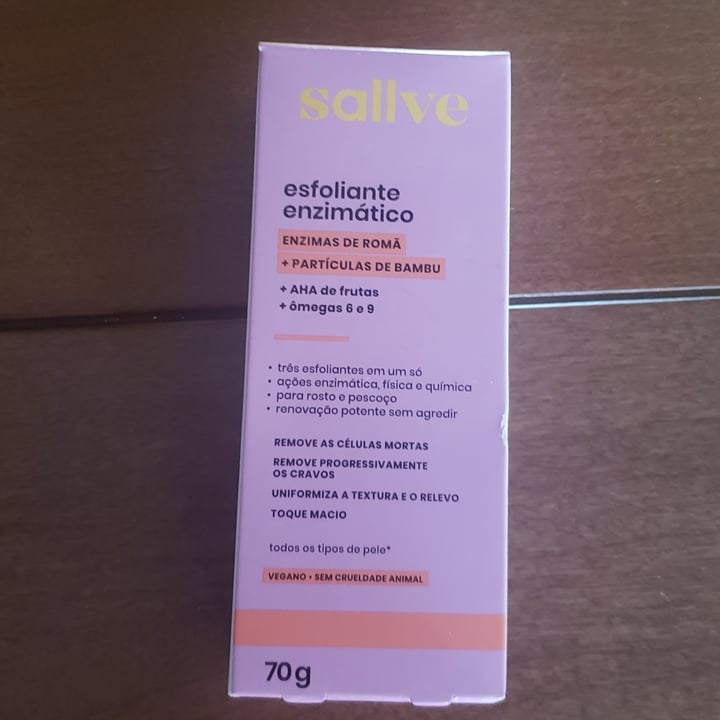 sallve
esfoliante
enzimático
ENZIMAS DE ROMÃ
+ PARTÍCULAS DE BAMBU
+ AHA de frutas
+ ômegas 6 e 9
• três esfoliantes em um só
• ações enzimática, física e química
• para rosto e pescoço
• renovação potente sem agredir
REMOVE AS CÉLULAS MORTAS
REMOVE PROGRESSIVAMENTE
OS CRAVOS
UNIFORMIZA A TEXTURA E O RELEVO
TOQUE MACIO
todos os tipos de pele*
VEGANO • SEM CRUELDADE ANIMAL
70g